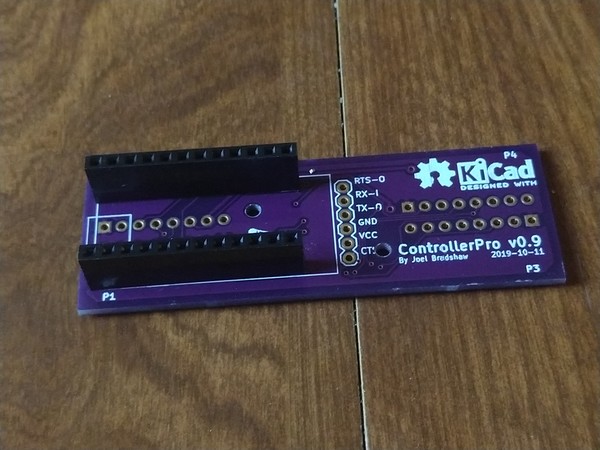 P4
KiCad
DESIGNED WITH
RTS-O
RX-I
TX-O
GND
VCC
CTS
ControllerPro v0.9
By Joel Bradshaw
2019-10-11
P3
P1